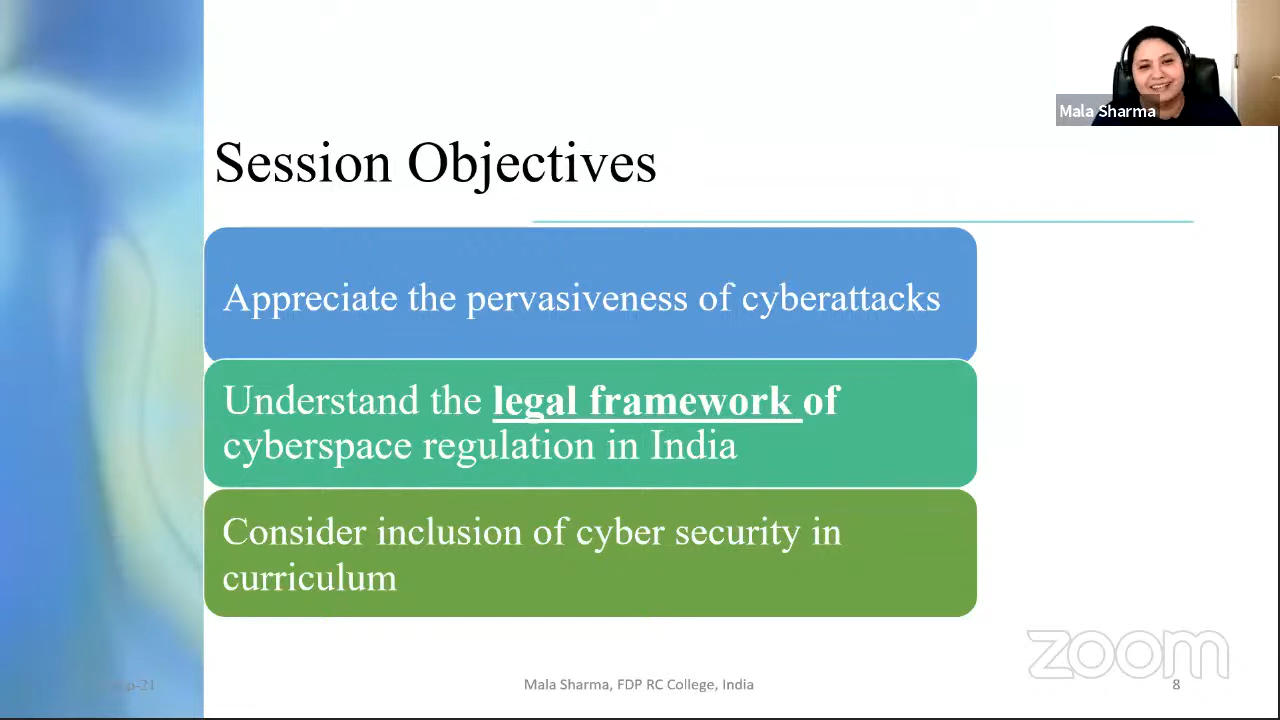 Mala Sharma
Session Objectives
Appreciate the pervasiveness of cyberattacks
Understand the legal framework of
cyberspace regulation in India
Consider inclusion of cyber security in
curriculum
zoom
Mala Sharma, FDP RC College, India
8